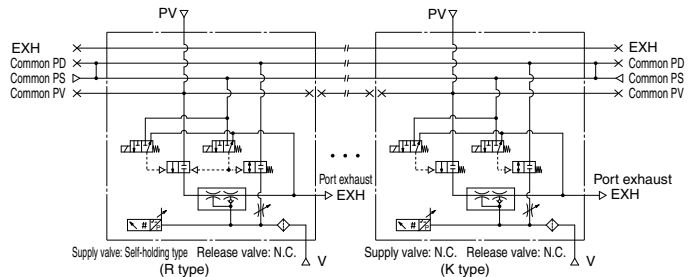 PV
PV
EXH
EXH
Common PD
Common PD
Common PS
Common PS
Common PV
Common PV
Port exhaust
EXH
Port exhaust
EXH
#
#
Supply valve: Self-holding type
Release valve: N.C.
V
(R type)
Supply valve: N.C.
Release valve: N.C.
V
(K type)